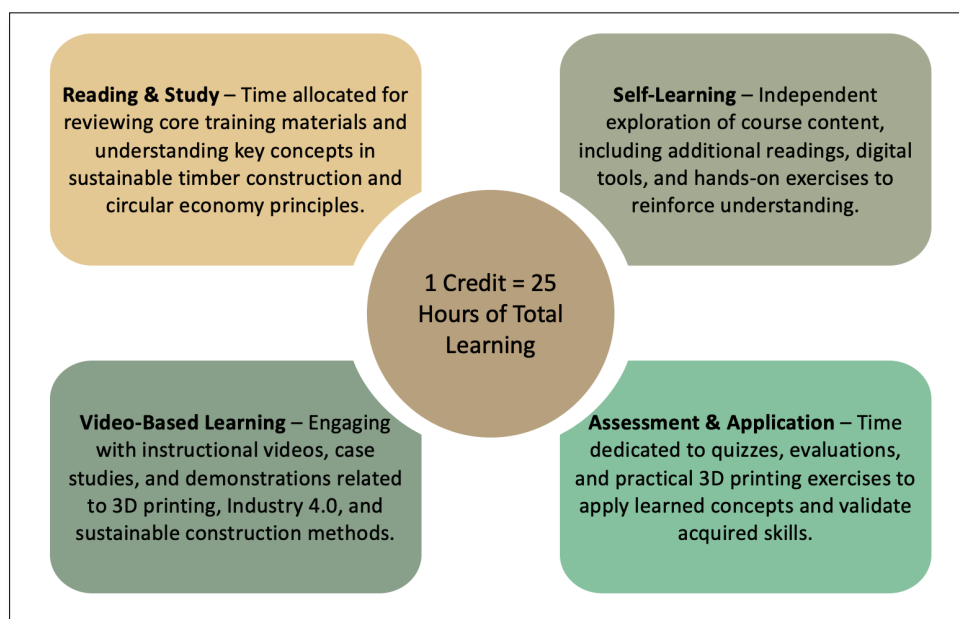 Reading & Study – Time allocated for
reviewing core training materials and
understanding key concepts in
sustainable timber construction and
circular economy principles.
Self-Learning – Independent
exploration of course content,
including additional readings, digital
tools, and hands-on exercises to
reinforce understanding.
1 Credit = 25
Hours of Total
Learning
Video-Based Learning – Engaging
with instructional videos, case
studies, and demonstrations related
to 3D printing, Industry 4.0, and
sustainable construction methods.
Assessment & Application – Time
dedicated to quizzes, evaluations,
and practical 3D printing exercises to
apply learned concepts and validate
acquired skills.